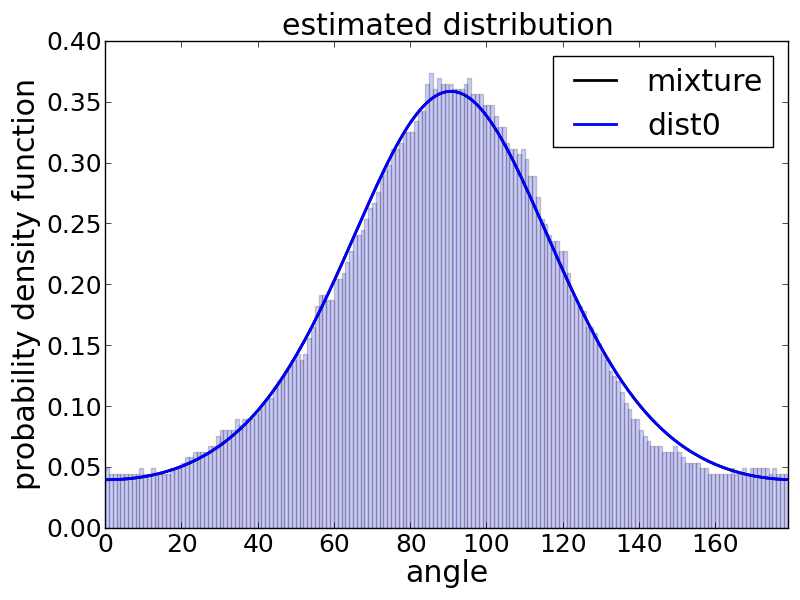 estimated distribution
mixture
dist0
probability density function
0.40
0.35
0.30
0.25
0.20
0.15
0.10
0.05
0.00
0 20 40 60 80 100 120 140 160
angle